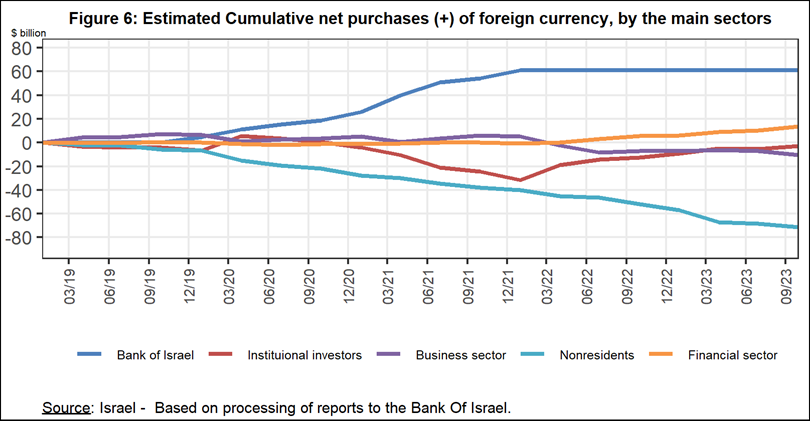 Figure 6: Estimated Cumulative net purchases (+) of foreign currency, by the main sectors
$ billion
80
60
40
20
0
-20
-40
-60
-80
03/19 06/19 09/19 12/19 03/20 06/20 09/20 12/20 03/21 06/21 09/21 12/21 03/22 06/22 09/22 12/22 03/23 06/23 09/23
Bank of Israel Instituional investors Business sector Nonresidents Financial sector
Source: Israel - Based on processing of reports to the Bank Of Israel.